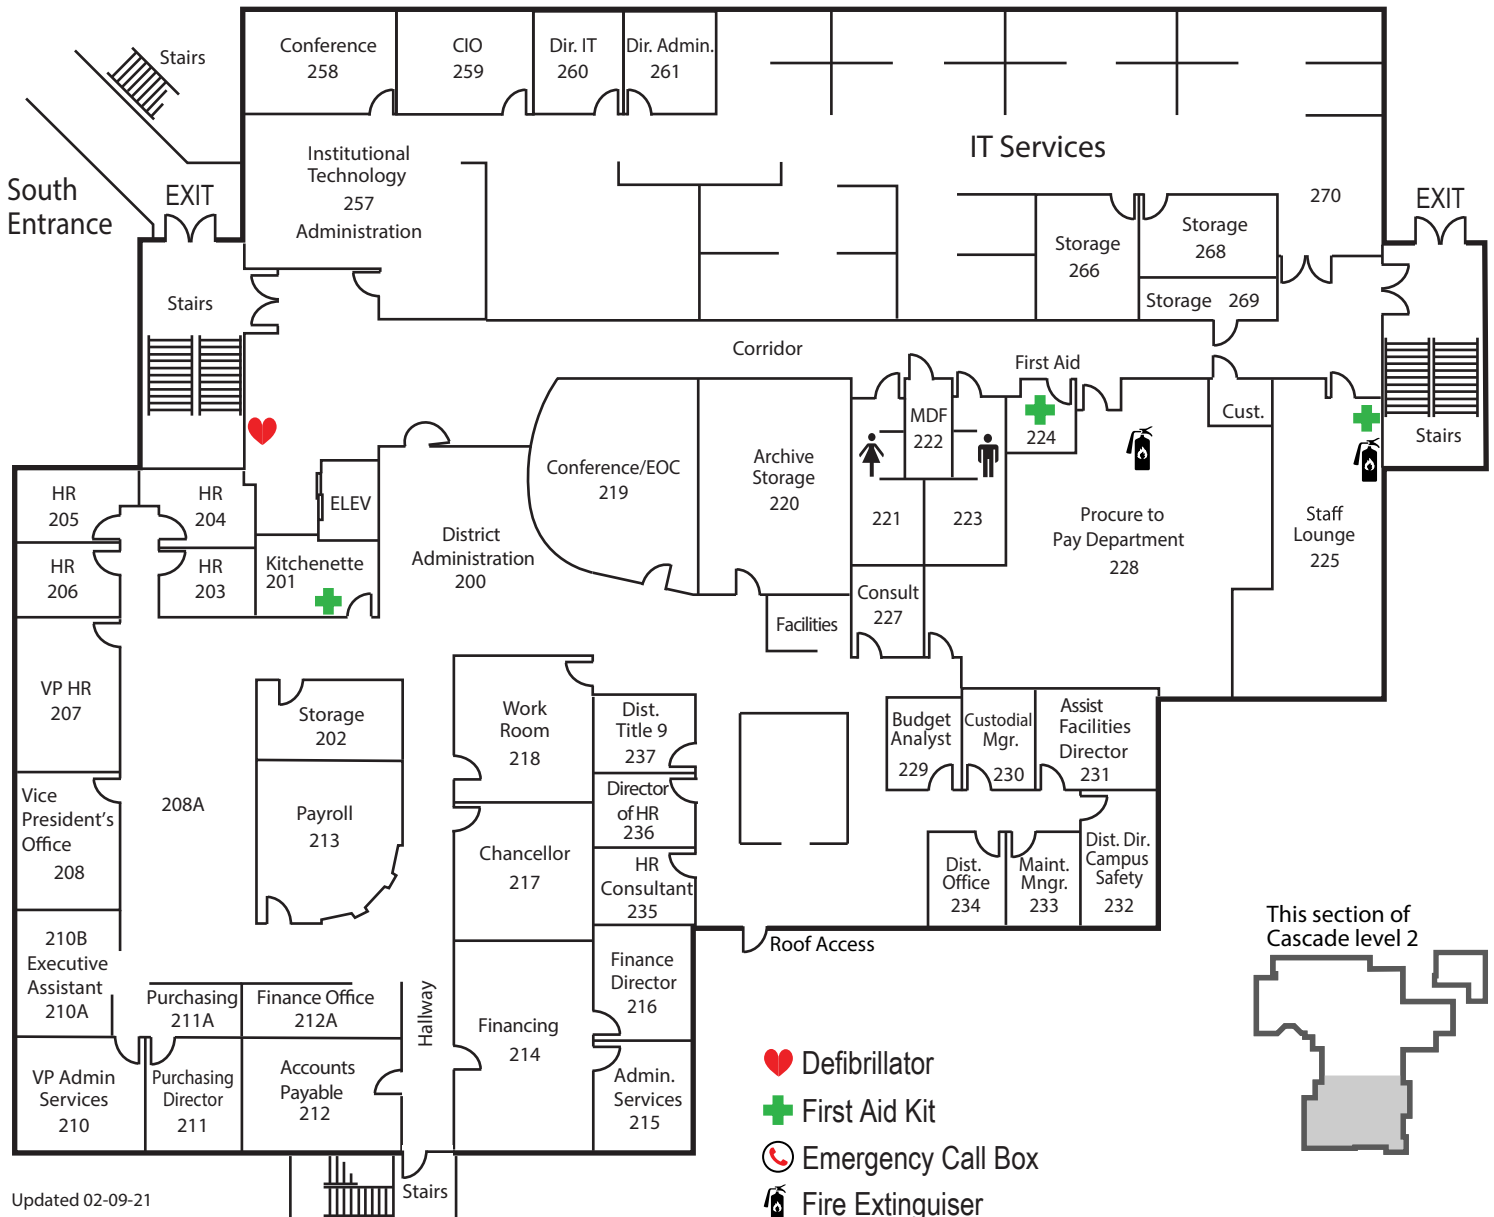 Stairs
South
Entrance
EXIT
Conference
258
CIO
259
Dir. IT
260
Dir. Admin.
261
IT Services
Institutional
Technology
257
Administration
270
EXIT
Storage
266
Storage
268
Storage 269
Stairs
Corridor
First Aid
224
MDF
222
Cust.
Stairs
Conference/EOC
219
Archive
Storage
220
221
223
Procure to
Pay Department
228
Staff
Lounge
225
HR
205
HR
204
ELEV
HR
206
HR
203
Kitchenette
201
District
Administration
200
Consult
227
Facilities
VP HR
207
Storage
202
Work
Room
218
Dist.
Title 9
237
Budget
Analyst
229
Custodial
Mgr.
230
Assist
Facilities
Director
231
Vice
President's
Office
208
208A
Payroll
213
Director
of HR
236
Chancellor
217
HR
Consultant
235
Dist.
Office
234
Maint.
Mngr.
233
Dist. Dir.
Campus
Safety
232
210B
Executive
Assistant
210A
Purchasing
211A
Finance Office
212A
Hallway
Financing
214
Finance
Director
216
Roof Access
VP Admin
Services
210
Purchasing
Director
211
Accounts
Payable
212
Admin.
Services
215
Stairs
This section of
Cascade level 2
Defibrillator
First Aid Kit
Emergency Call Box
Fire Extinguiser
Updated 02-09-21